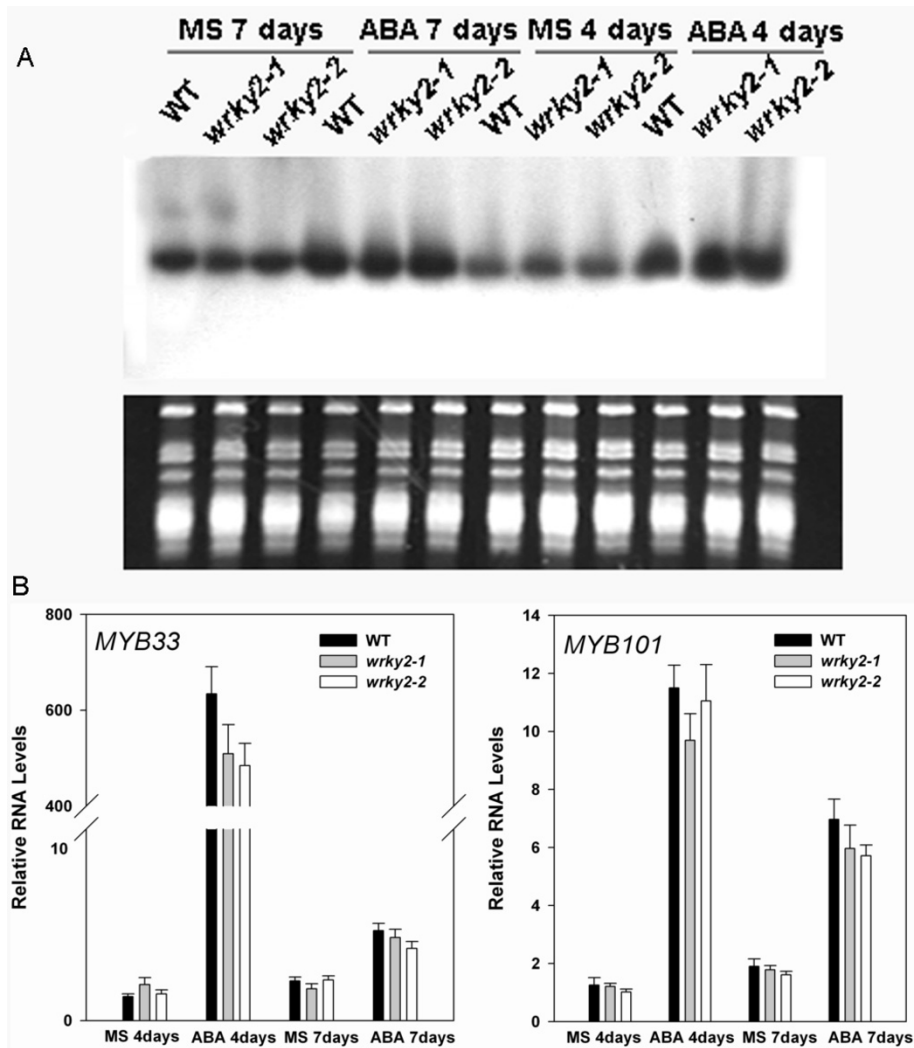 MS 7 days ABA 7 days MS 4 days ABA 4 days
A
WT wrky2-1 wrky2-2 WT wrky2-1 wrky2-2 WT wrky2-1 wrky2-2 WT wrky2-1 wrky2-2
B
800
600
400
10
0
Relative RNA Levels
MYB33
WT
wrky2-1
wrky2-2
MS 4days ABA 4days MS 7days ABA 7days
14
12
10
8
6
4
2
0
Relative RNA Levels
MYB101
WT
wrky2-1
wrky2-2
MS 4days ABA 4days MS 7days ABA 7days